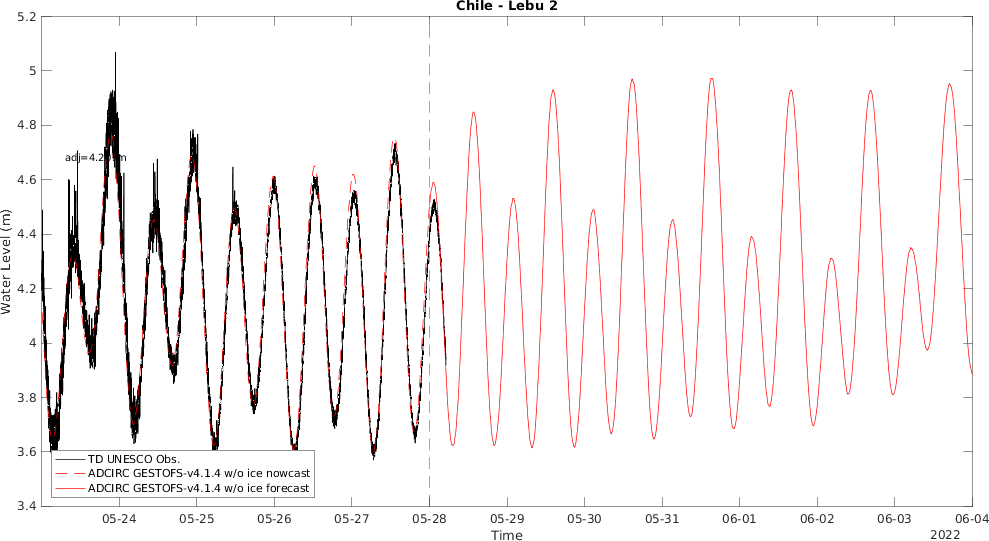 Chile - Lebu 2
5.2
5
4.8
4.6
4.4
4.2
4
3.8
3.6
3.4
Water Level (m)
TD UNESCO Obs.
ADCIRC GESTOFS-v4.1.4 w/o ice nowcast
ADCIRC GESTOFS-v4.1.4 w/o ice forecast
05-24 05-25 05-26 05-27 05-28 05-29 05-30 05-31 06-01 06-02 06-03 06-04
Time
2022